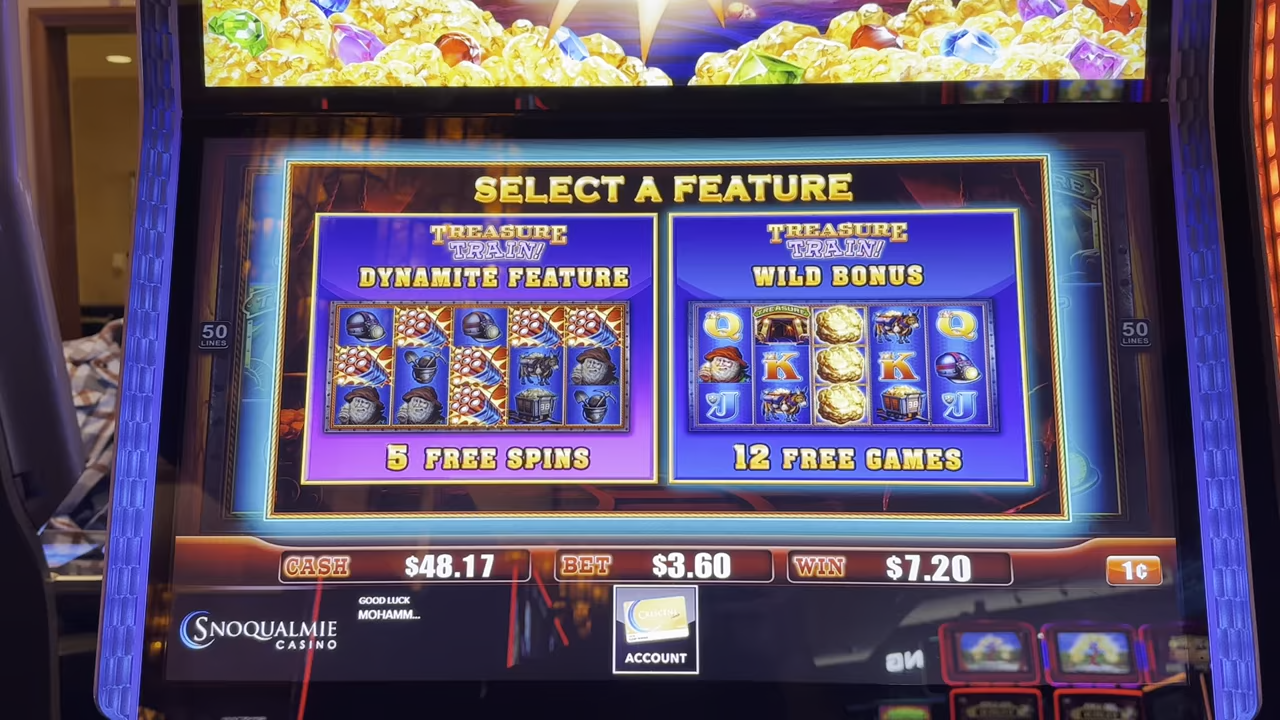 SELECT A FEATURE
TREASURE
TRAIN!
DYNAMITE FEATURE
5 FREE SPINS
TREASURE
TRAIN!
WILD BONUS
Q TREASURE Q
K K
J J
12 FREE GAMES
50
LINES
50
LINES
CASH $48.17 BET $3.60 WIN $7.20 1¢
SNOQUALMIE
CASINO
GOOD LUCK
MOHAMM...
ACCOUNT